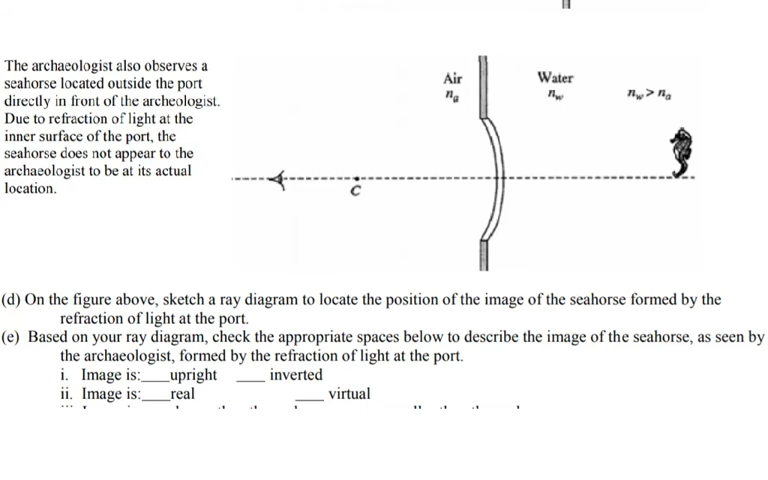 The archaeologist also observes a
seahorse located outside the port
directly in front of the archeologist.
Due to refraction of light at the
inner surface of the port, the
seahorse does not appear to the
archaeologist to be at its actual
location.
Air
nₐ
Water
n_w
n_w > nₐ
C
(d) On the figure above, sketch a ray diagram to locate the position of the image of the seahorse formed by the
refraction of light at the port.
(e) Based on your ray diagram, check the appropriate spaces below to describe the image of the seahorse, as seen by
the archaeologist, formed by the refraction of light at the port.
i. Image is:___upright ____ inverted
ii. Image is:___real ____ virtual